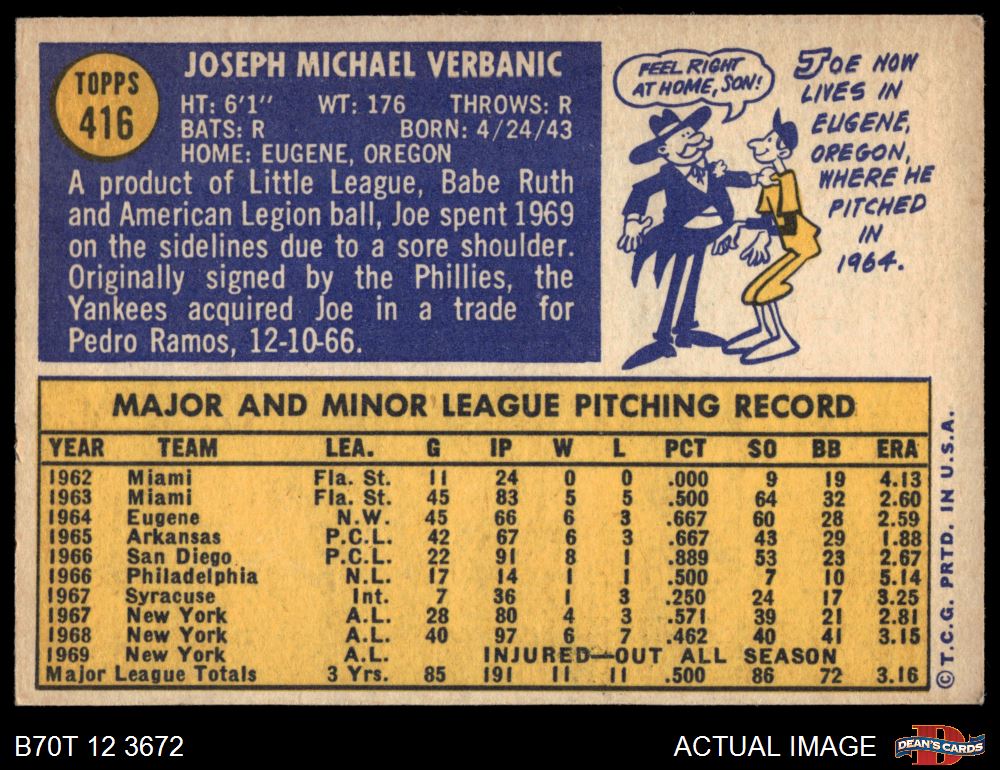 TOPPS
416
JOSEPH MICHAEL VERBANIC
HT: 6'1" WT: 176 THROWS: R
BATS: R BORN: 4/24/43
HOME: EUGENE, OREGON
A product of Little League, Babe Ruth
and American Legion ball, Joe spent 1969
on the sidelines due to a sore shoulder.
Originally signed by the Phillies, the
Yankees acquired Joe in a trade for
Pedro Ramos, 12-10-66.
FEEL RIGHT
AT HOME, SON!
JOE NOW
LIVES IN
EUGENE,
OREGON,
WHERE HE
PITCHED
IN
1964.
MAJOR AND MINOR LEAGUE PITCHING RECORD
YEAR TEAM LEA. G IP W L PCT SO BB ERA
1962 Miami Fla. St. 11 24 0 0 .000 9 19 4.13
1963 Miami Fla. St. 45 83 5 5 .500 64 32 2.60
1964 Eugene N.W. 45 66 6 3 .667 60 28 2.59
1965 Arkansas P.C.L. 42 67 6 3 .667 43 29 1.88
1966 San Diego P.C.L. 22 91 8 1 .889 53 23 2.67
1966 Philadelphia N.L. 17 14 1 1 .500 7 10 5.14
1967 Syracuse Int. 7 36 1 3 .250 24 17 3.25
1967 New York A.L. 28 80 4 3 .571 39 21 2.81
1968 New York A.L. 40 97 6 7 .462 40 41 3.15
1969 New York A.L. INJURED—OUT ALL SEASON
Major League Totals 3 Yrs. 85 191 11 11 .500 86 72 3.16
©T.C.G. PRTD. IN U.S.A.
B70T 12 3672
ACTUAL IMAGE
DEAN'S CARDS